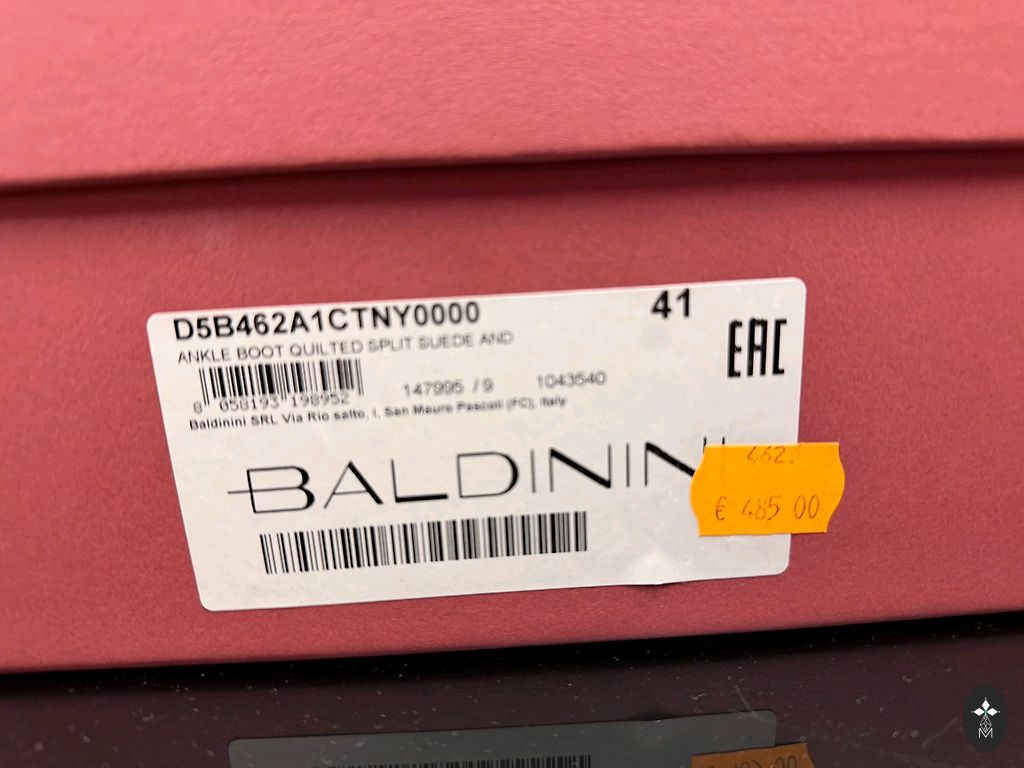 D5B462A1CTNY0000 41
ANKLE BOOT QUILTED SPLIT SUEDE AND
EAC
8 058193 198952
147995 / 9 1043540
Baldinini SRL Via Rio salto, I, San Mauro Pascoli (FC), Italy
BALDININI
462.
€ 485 00
M